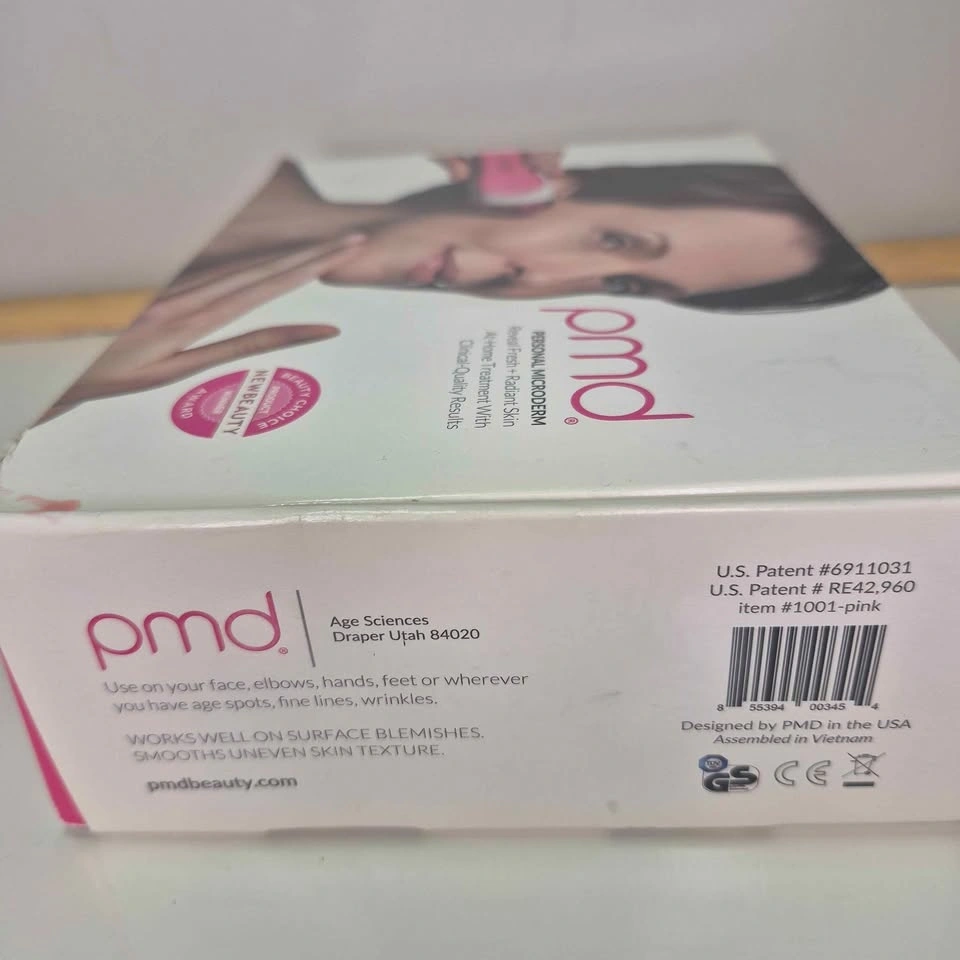 pmd®
PERSONAL MICRODERM
Reveal Fresh + Radiant Skin
At-Home Treatment With
Clinical-Quality Results
BEAUTY CHOICE
NEWBEAUTY
PRODUCT
WINNER
AWARD
pmd®
Age Sciences
Draper Utah 84020
Use on your face, elbows, hands, feet or wherever
you have age spots, fine lines, wrinkles.
WORKS WELL ON SURFACE BLEMISHES.
SMOOTHS UNEVEN SKIN TEXTURE.
pmdbeauty.com
U.S. Patent #6911031
U.S. Patent # RE42,960
item #1001-pink
8 55394 00345 4
Designed by PMD in the USA
Assembled in Vietnam
TÜV GS CE